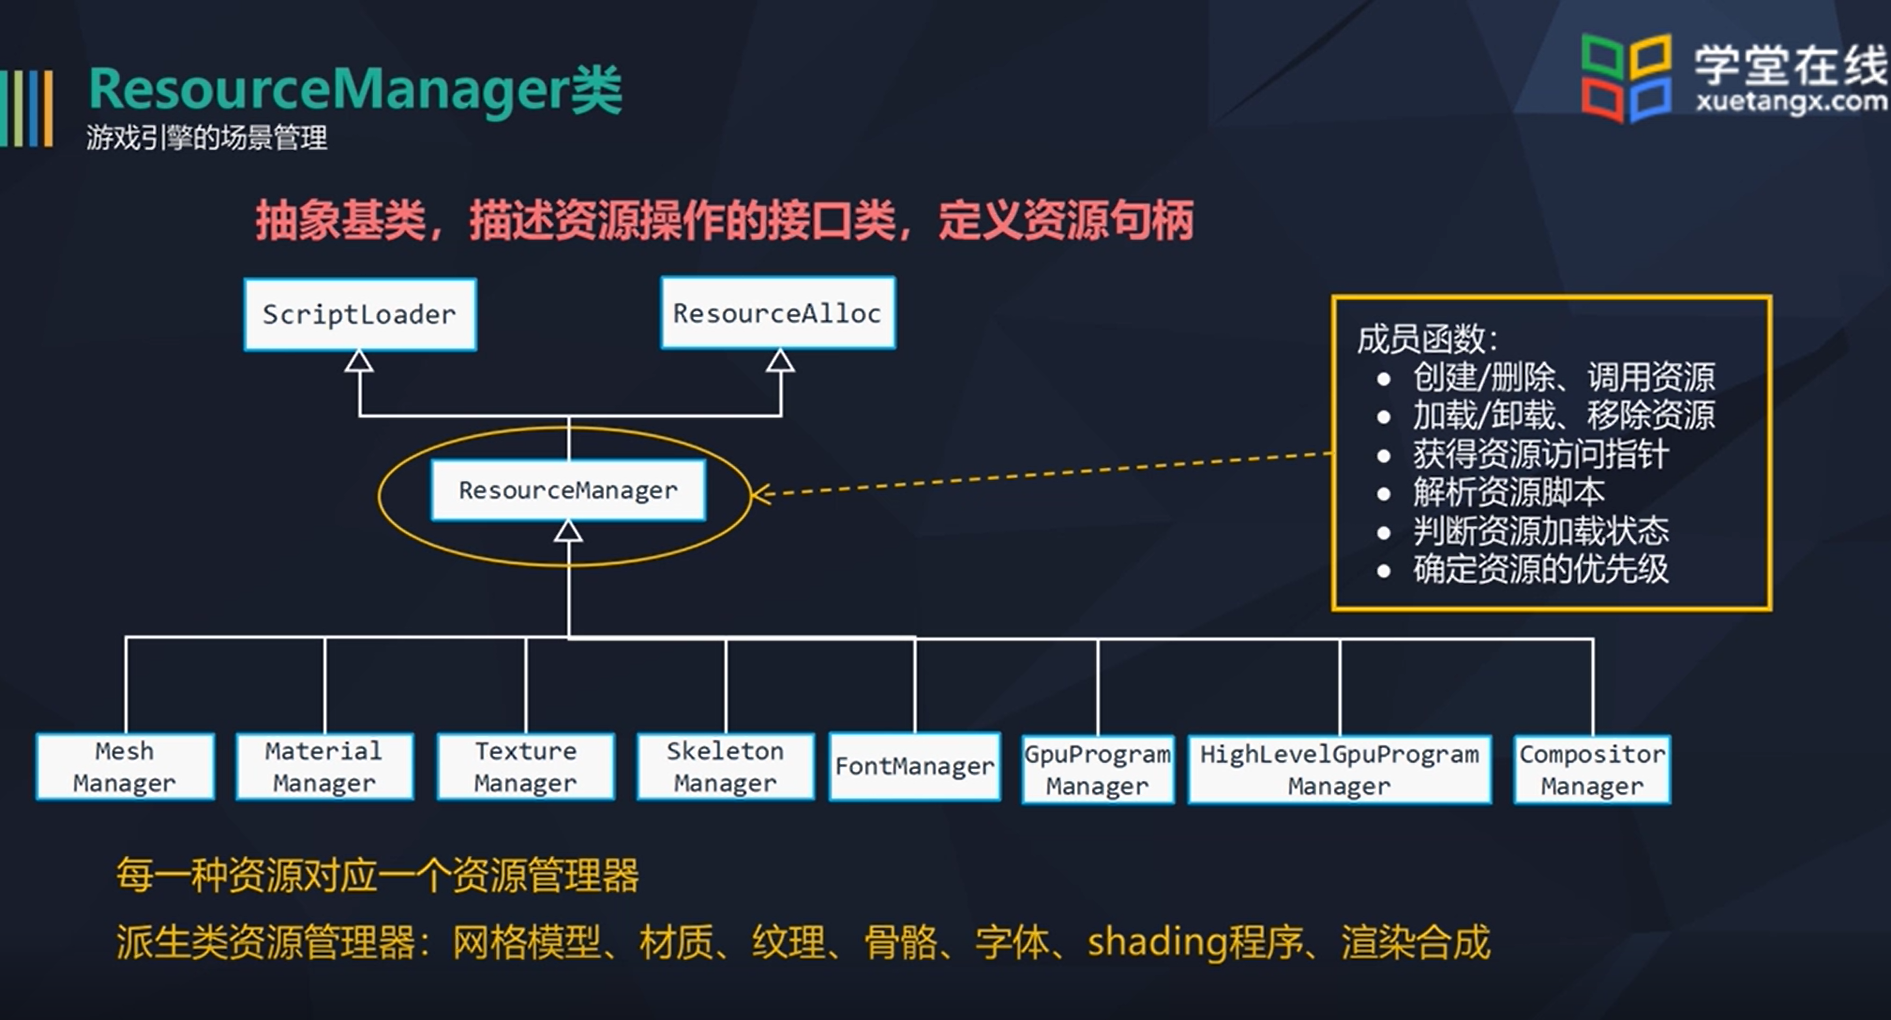 ResourceManager类
游戏引擎的场景管理
学堂在线
xuetangx.com
抽象基类，描述资源操作的接口类，定义资源句柄
ScriptLoader
ResourceAlloc
ResourceManager
成员函数：
● 创建/删除、调用资源
● 加载/卸载、移除资源
● 获得资源访问指针
● 解析资源脚本
● 判断资源加载状态
● 确定资源的优先级
Mesh
Manager
Material
Manager
Texture
Manager
Skeleton
Manager
FontManager
GpuProgram
Manager
HighLevelGpuProgram
Manager
Compositor
Manager
每一种资源对应一个资源管理器
派生类资源管理器：网格模型、材质、纹理、骨骼、字体、shading程序、渲染合成